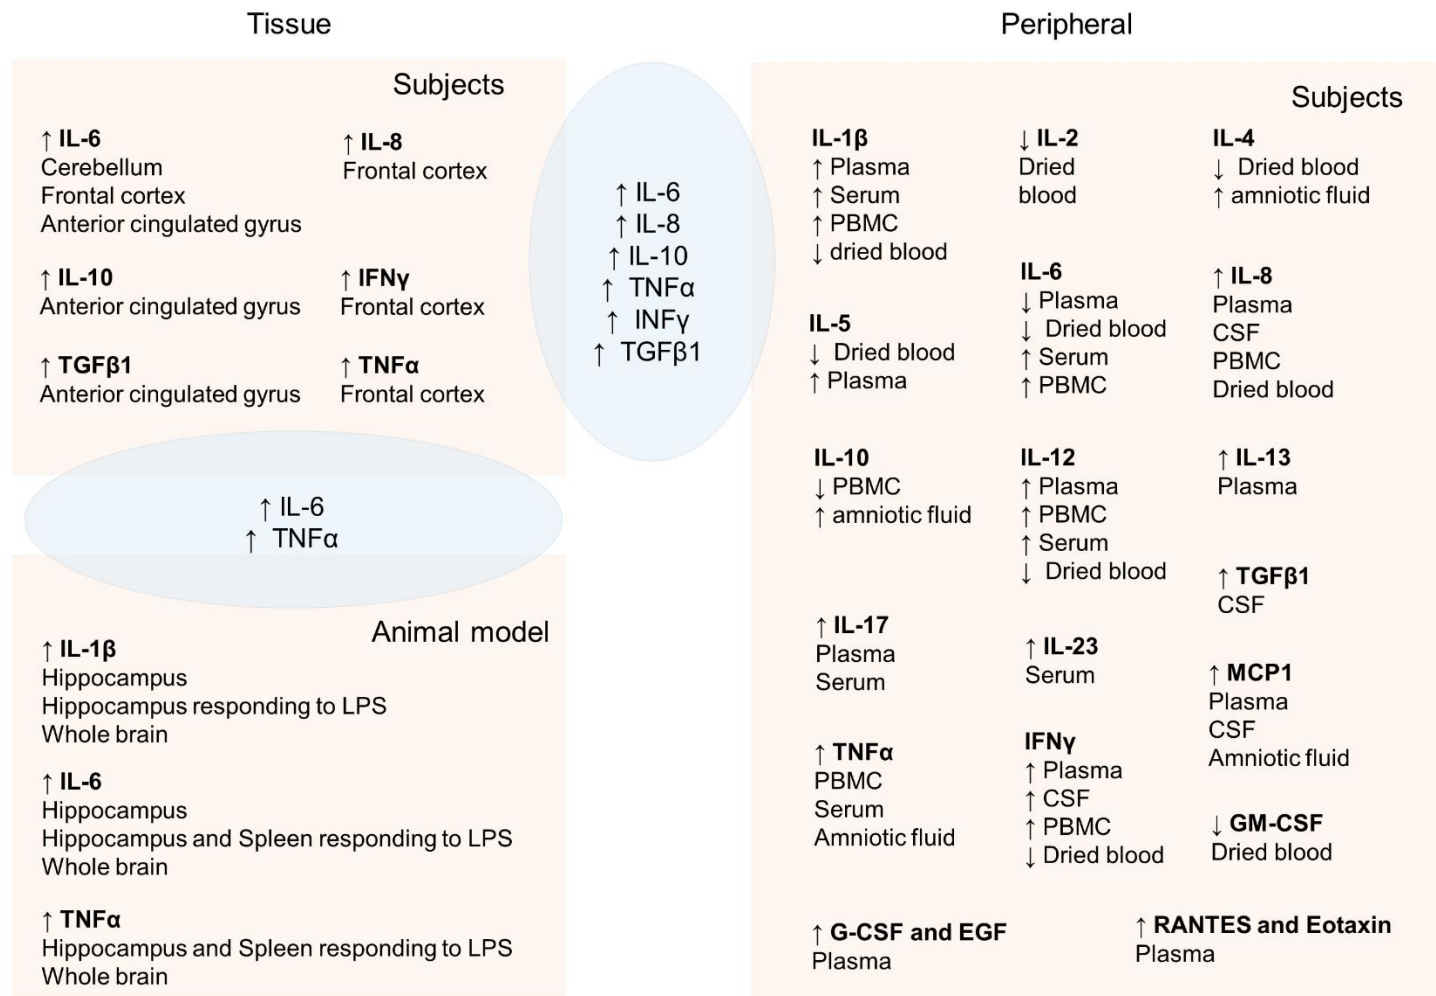 Tissue
Subjects
↑ IL-6
Cerebellum
Frontal cortex
Anterior cingulated gyrus
↑ IL-8
Frontal cortex
↑ IL-10
Anterior cingulated gyrus
↑ IFNγ
Frontal cortex
↑ TGFβ1
Anterior cingulated gyrus
↑ TNFα
Frontal cortex
↑ IL-6
↑ TNFα
Animal model
↑ IL-1β
Hippocampus
Hippocampus responding to LPS
Whole brain
↑ IL-6
Hippocampus
Hippocampus and Spleen responding to LPS
Whole brain
↑ TNFα
Hippocampus and Spleen responding to LPS
Whole brain
↑ IL-6
↑ IL-8
↑ IL-10
↑ TNFα
↑ INFγ
↑ TGFβ1
Peripheral
Subjects
IL-1β
↑ Plasma
↑ Serum
↑ PBMC
↓ dried blood
↓ IL-2
Dried
blood
IL-4
↓ Dried blood
↑ amniotic fluid
IL-5
↓ Dried blood
↑ Plasma
IL-6
↓ Plasma
↓ Dried blood
↑ Serum
↑ PBMC
↑ IL-8
Plasma
CSF
PBMC
Dried blood
IL-10
↓ PBMC
↑ amniotic fluid
IL-12
↑ Plasma
↑ PBMC
↑ Serum
↓ Dried blood
↑ IL-13
Plasma
↑ TGFβ1
CSF
↑ IL-17
Plasma
Serum
↑ IL-23
Serum
↑ MCP1
Plasma
CSF
Amniotic fluid
↑ TNFα
PBMC
Serum
Amniotic fluid
IFNγ
↑ Plasma
↑ CSF
↑ PBMC
↓ Dried blood
↓ GM-CSF
Dried blood
↑ G-CSF and EGF
Plasma
↑ RANTES and Eotaxin
Plasma